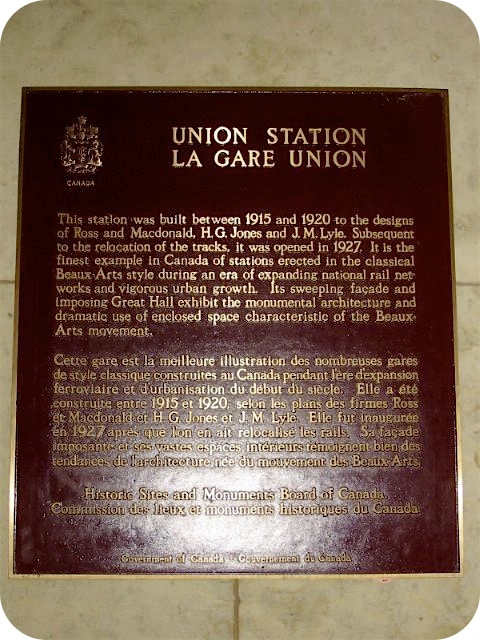 UNION STATION
LA GARE UNION
CANADA
This station was built between 1915 and 1920 to the designs
of Ross and Macdonald, H.G. Jones and J.M. Lyle. Subsequent
to the relocation of the tracks, it was opened in 1927. It is the
finest example in Canada of stations erected in the classical
Beaux-Arts style during an era of expanding national rail net-
works and vigorous urban growth. Its sweeping façade and
imposing Great Hall exhibit the monumental architecture and
dramatic use of enclosed space characteristic of the Beaux-
Arts movement.
Cette gare est la meilleure illustration des nombreuses gares
de style classique construites au Canada pendant l'ère d'expansion
ferroviaire et d'urbanisation du début du siècle. Elle a été
construite entre 1915 et 1920, selon les plans des firmes Ross
et Macdonald et H.G. Jones et J.M. Lyle. Elle fut inaugurée
en 1927 après que l'on en ait relocalisé les rails. Sa façade
imposante et ses vastes espaces intérieurs témoignent bien des
tendances de l'architecture née du mouvement des Beaux-Arts.
Historic Sites and Monuments Board of Canada.
Commission des lieux et monuments historiques du Canada.
Government of Canada - Gouvernement du Canada